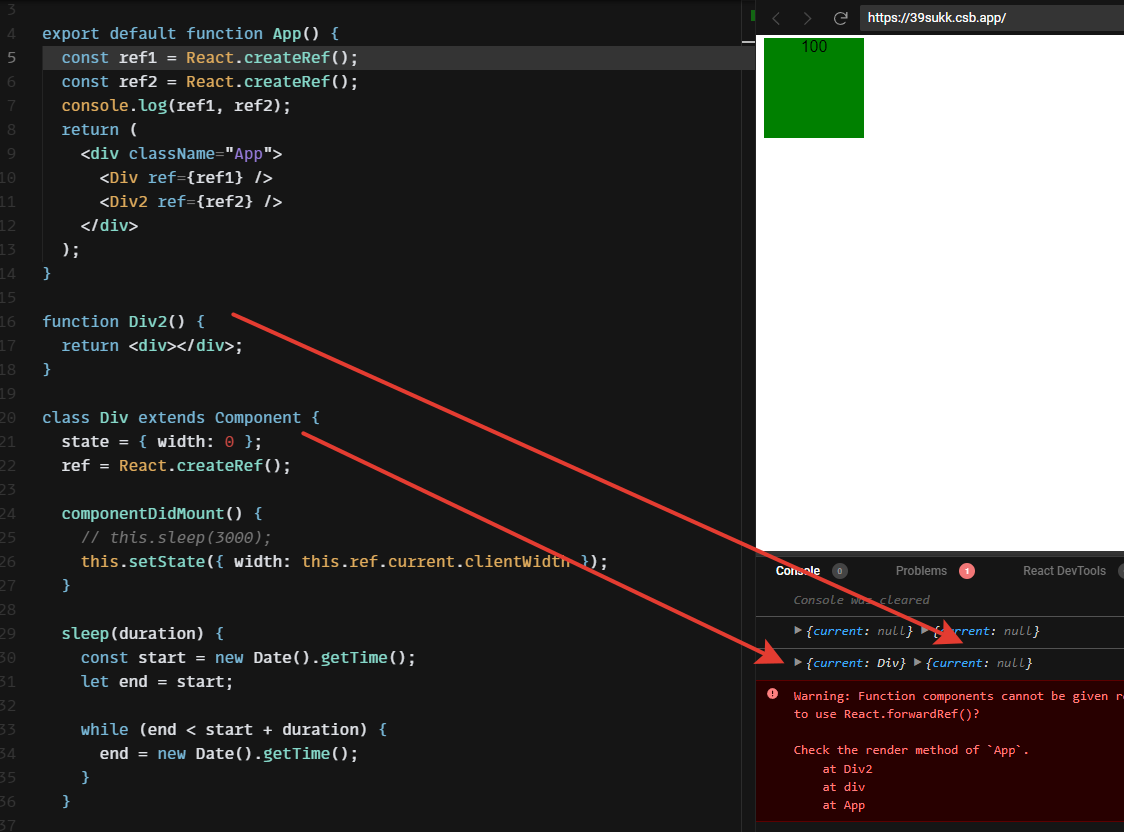 3
4 export default function App() {
5 const ref1 = React.createRef();
6 const ref2 = React.createRef();
7 console.log(ref1, ref2);
8 return (
9 <div className="App">
10 <Div ref={ref1} />
11 <Div2 ref={ref2} />
12 </div>
13 );
14 }
15
16 function Div2() {
17 return <div></div>;
18 }
19
20 class Div extends Component {
21 state = { width: 0 };
22 ref = React.createRef();
23
24 componentDidMount() {
25 // this.sleep(3000);
26 this.setState({ width: this.ref.current.clientWidth });
27 }
28
29 sleep(duration) {
30 const start = new Date().getTime();
31 let end = start;
32
33 while (end < start + duration) {
34 end = new Date().getTime();
35 }
36 }
37
https://39sukk.csb.app/
100
Console 0 Problems 1 React DevTools
Console was cleared
▶{current: null} ▶{current: null}
▶{current: Div} ▶{current: null}
Warning: Function components cannot be given
to use React.forwardRef()?
Check the render method of `App`.
at Div2
at div
at App